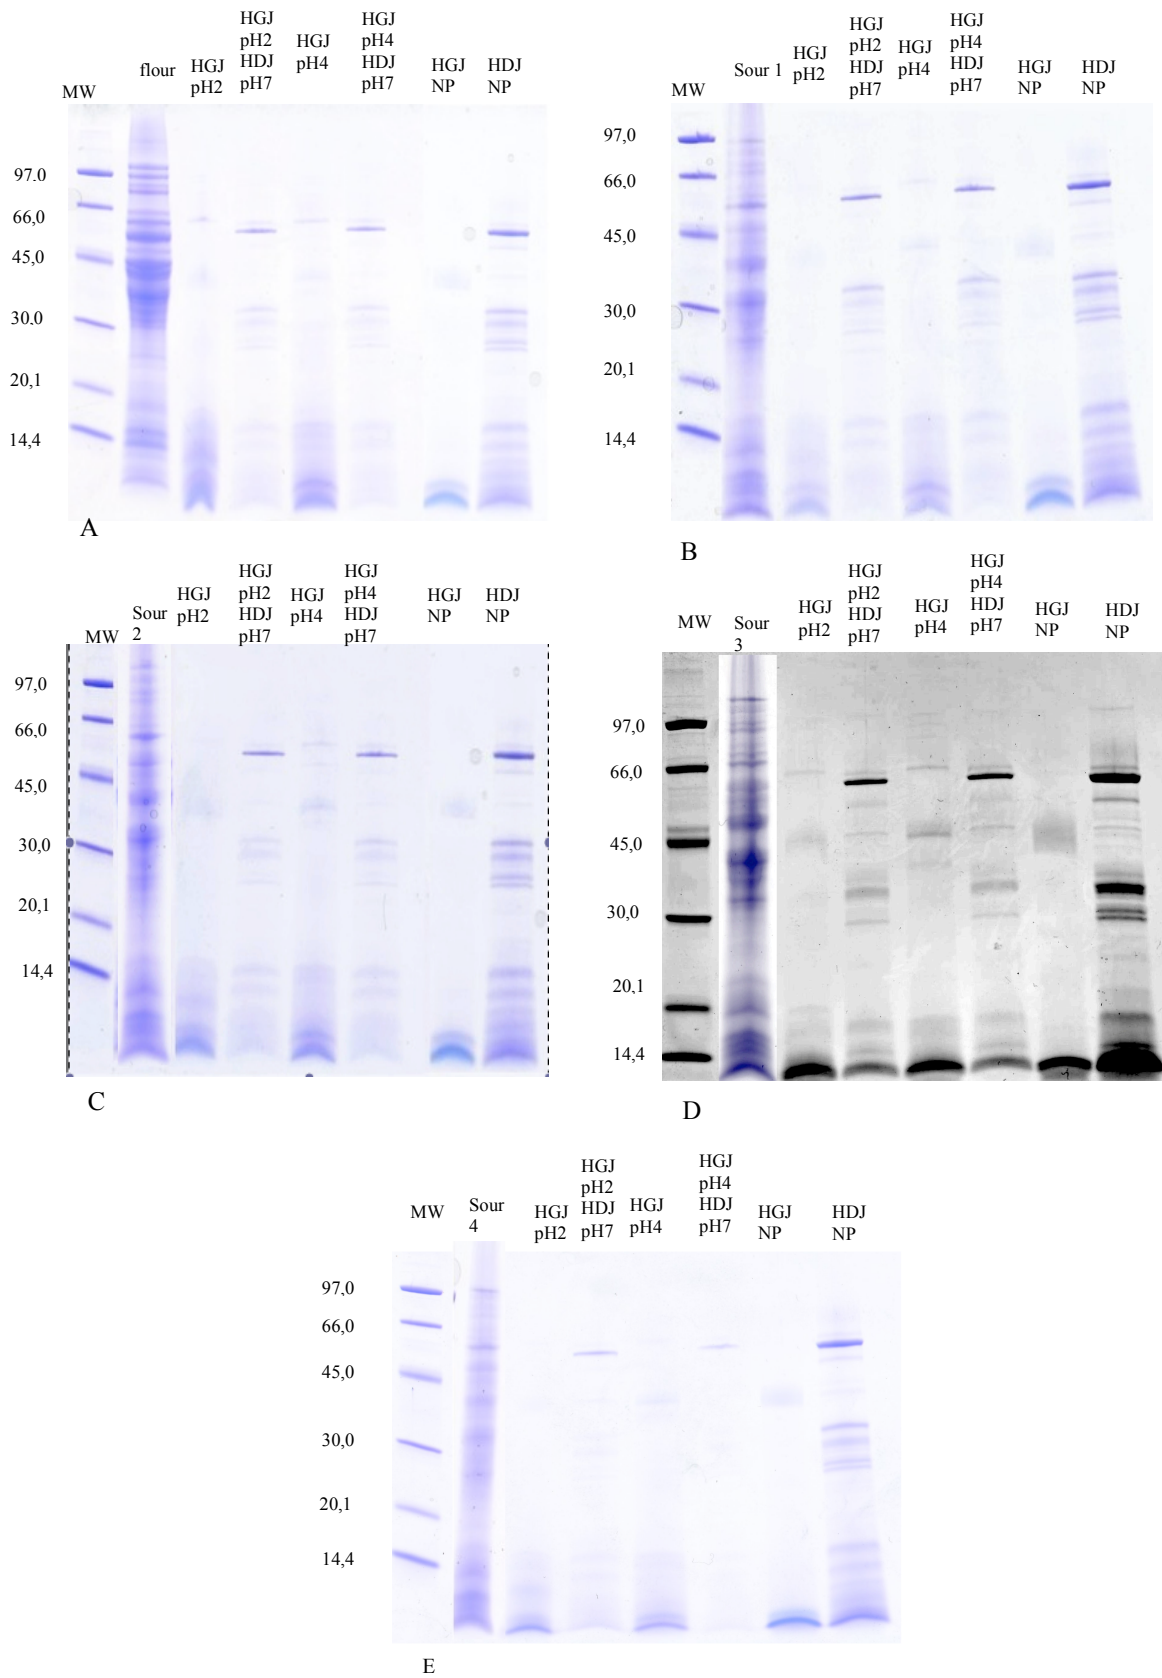 MW
flour
HGJ
pH2
HGJ
pH2
HDJ
pH7
HGJ
pH4
HGJ
pH4
HDJ
pH7
HGJ
NP
HDJ
NP
97.0
66,0
45,0
30,0
20,1
14,4
A
MW
Sour 1
HGJ
pH2
HGJ
pH2
HDJ
pH7
HGJ
pH4
HGJ
pH4
HDJ
pH7
HGJ
NP
HDJ
NP
97,0
66,0
45,0
30,0
20,1
14,4
B
MW
Sour
2
HGJ
pH2
HGJ
pH2
HDJ
pH7
HGJ
pH4
HGJ
pH4
HDJ
pH7
HGJ
NP
HDJ
NP
97,0
66,0
45,0
30,0
20,1
14,4
C
MW
Sour
3
HGJ
pH2
HGJ
pH2
HDJ
pH7
HGJ
pH4
HGJ
pH4
HDJ
pH7
HGJ
NP
HDJ
NP
97,0
66,0
45,0
30,0
20,1
14,4
D
MW
Sour
4
HGJ
pH2
HGJ
pH2
HDJ
pH7
HGJ
pH4
HGJ
pH4
HDJ
pH7
HGJ
NP
HDJ
NP
97,0
66,0
45,0
30,0
20,1
14,4
E